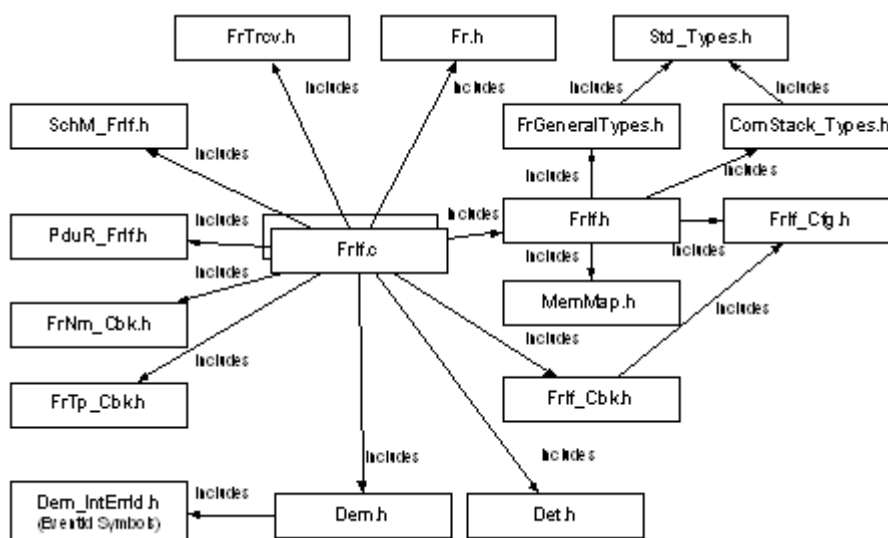 FrTrcv.h
Fr.h
Std_Types.h
Includes
Includes
Includes
Includes
SchM_FrIf.h
FrGeneralTypes.h
ComStack_Types.h
Includes
Includes
Includes
PduR_FrIf.h
Includes
Includes
FrIf.h
FrIf_Cfg.h
FrIf.c
Includes
Includes
Includes
MemMap.h
FrNm_Cbk.h
Includes
Includes
Includes
FrTp_Cbk.h
FrIf_Cbk.h
Includes
Includes
Includes
Dem_IntErrId.h
(EventId Symbols)
Dem.h
Det.h